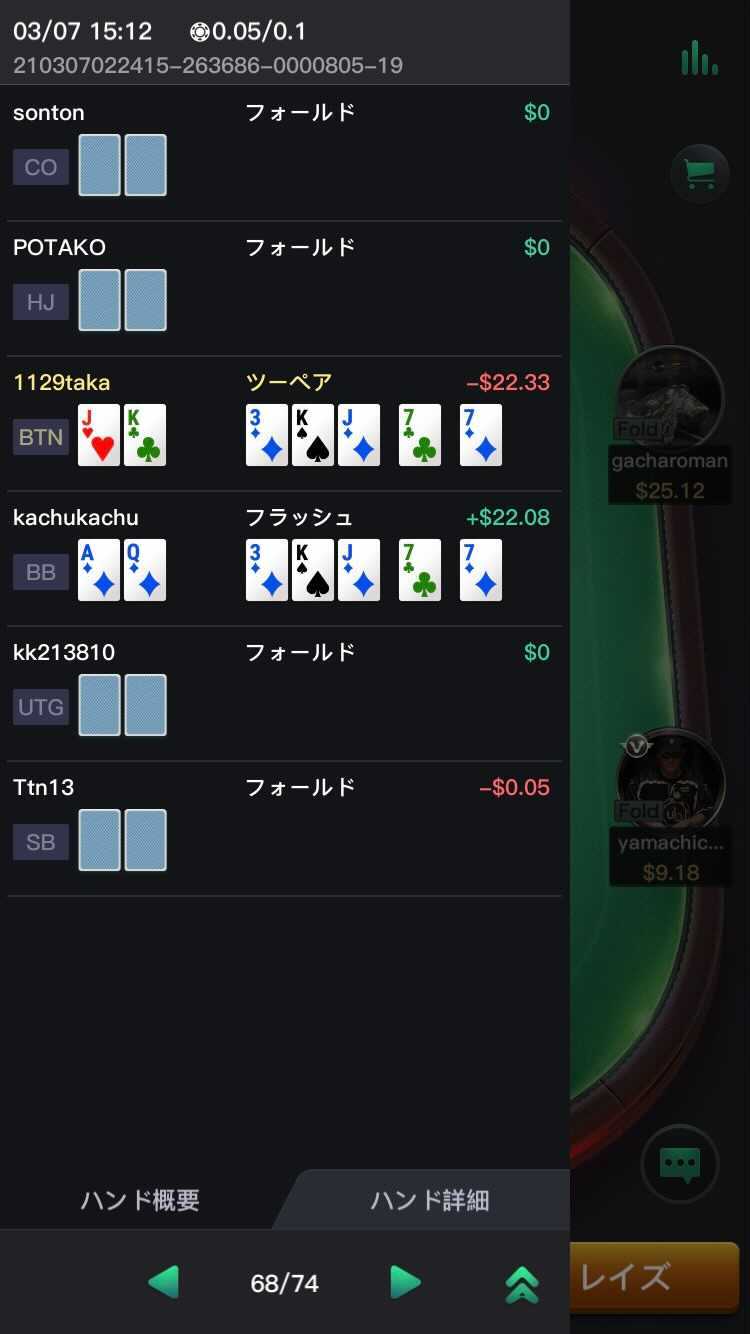 03/07 15:12 0.05/0.1
210307022415-263686-0000805-19
sonton フォールド $0
CO
POTAKO フォールド $0
HJ
1129taka ツーペア -$22.33
BTN J K 3 K J 7 7
kachukachu フラッシュ +$22.08
BB A Q 3 K J 7 7
kk213810 フォールド $0
UTG
Ttn13 フォールド -$0.05
SB
ハンド概要 ハンド詳細
68/74
Fold
gacharoman
$25.12
V
Fold
yamachic...
$9.18
レイズ